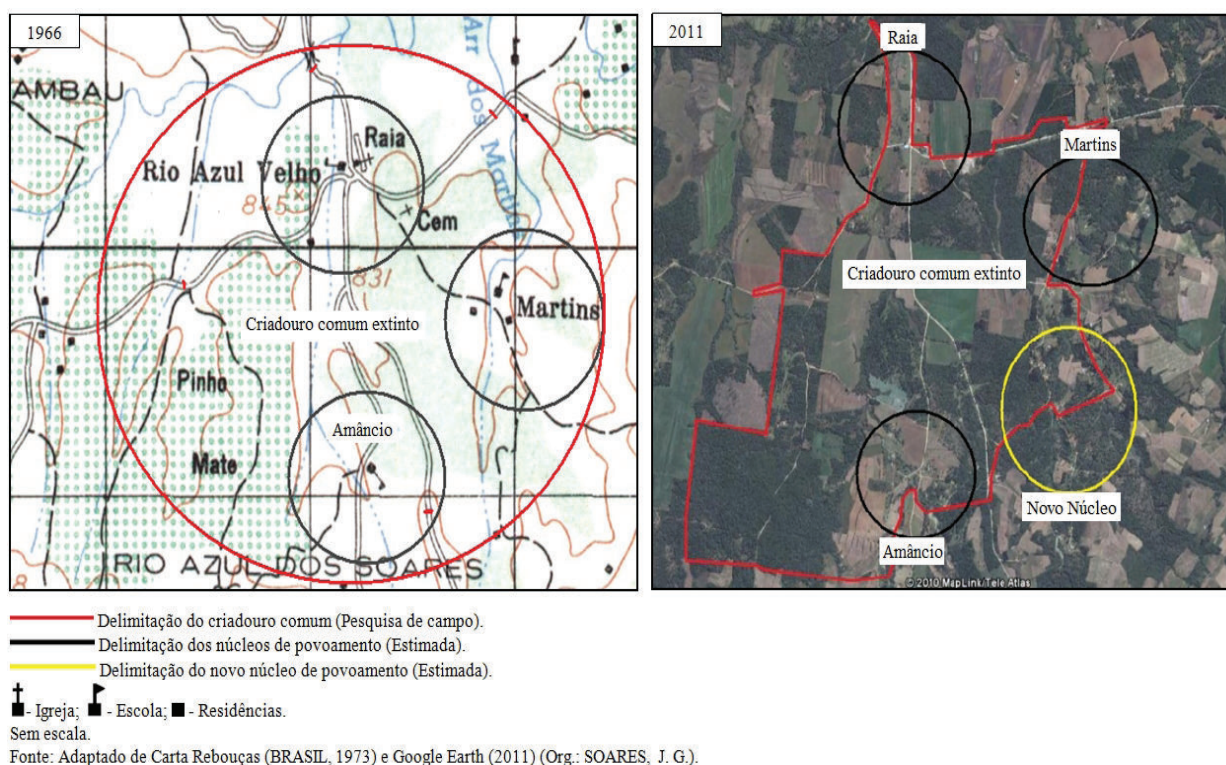 1966
AMBAU
Arr dos Martin
Raia
Rio Azul Velho
845
Cem
831
Martins
Criadouro comum extinto
Pinho
Amâncio
Mate
RIO AZUL DOS SOARES
2011
Raia
Martins
Criadouro comum extinto
Novo Núcleo
Amâncio
© 2010 MapLink/Tele Atlas
Delimitação do criadouro comum (Pesquisa de campo).
Delimitação dos núcleos de povoamento (Estimada).
Delimitação do novo núcleo de povoamento (Estimada).
- Igreja; - Escola; - Residências.
Sem escala.
Fonte: Adaptado de Carta Rebouças (BRASIL, 1973) e Google Earth (2011) (Org.: SOARES, J. G.).